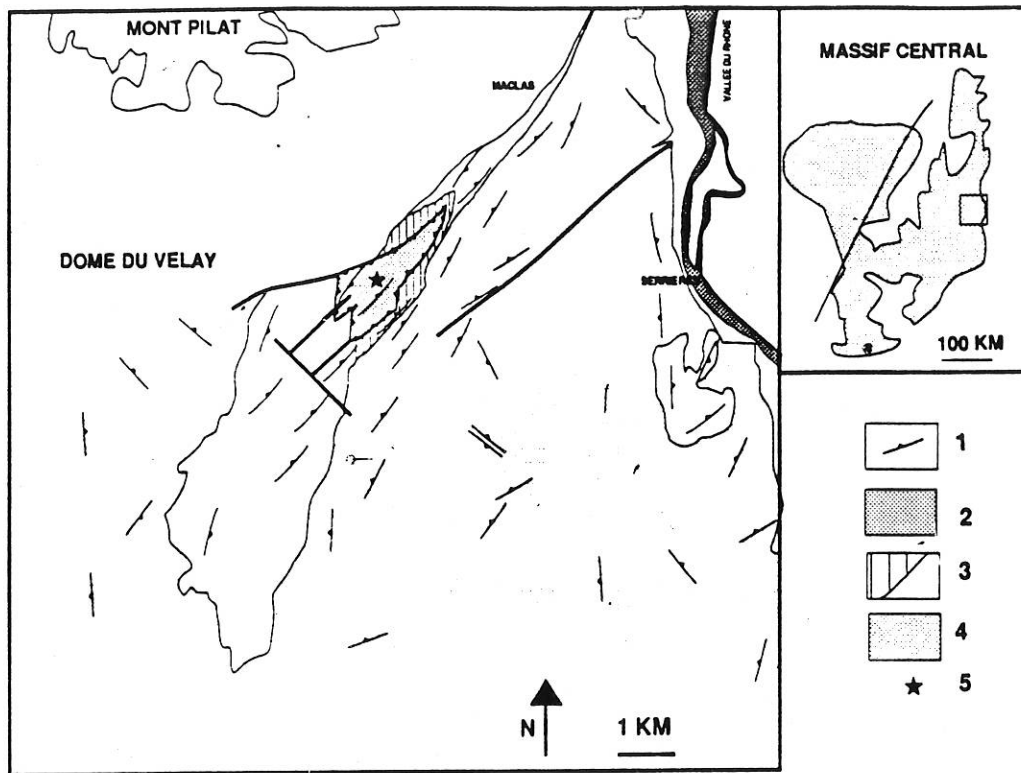 MONT PILAT
MACLAS
VALLEE DU RHONE
DOME DU VELAY
SERRIERES
N
1 KM
MASSIF CENTRAL
100 KM
1
2
3
4
5